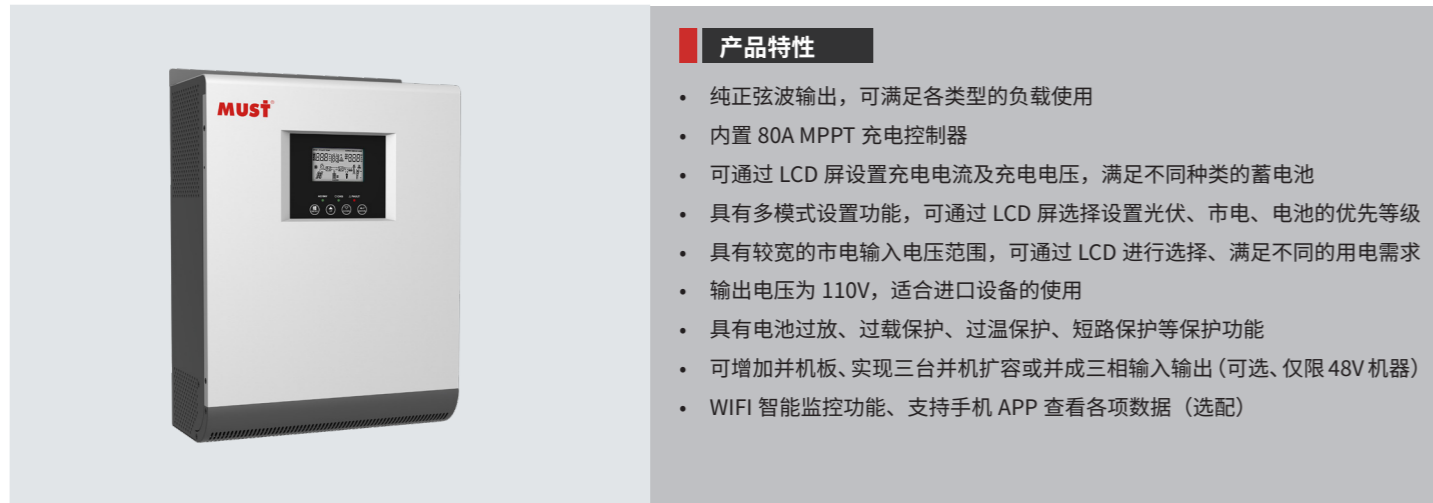 MUST
产品特性
• 纯正弦波输出，可满足各类型的负载使用
• 内置 80A MPPT 充电控制器
• 可通过 LCD 屏设置充电电流及充电电压，满足不同种类的蓄电池
• 具有多模式设置功能，可通过 LCD 屏选择设置光伏、市电、电池的优先等级
• 具有较宽的市电输入电压范围，可通过 LCD 进行选择、满足不同的用电需求
• 输出电压为 110V，适合进口设备的使用
• 具有电池过放、过载保护、过温保护、短路保护等保护功能
• 可增加并机板、实现三台并机扩容或并成三相输入输出（可选、仅限 48V 机器）
• WIFI 智能监控功能、支持手机 APP 查看各项数据（选配）